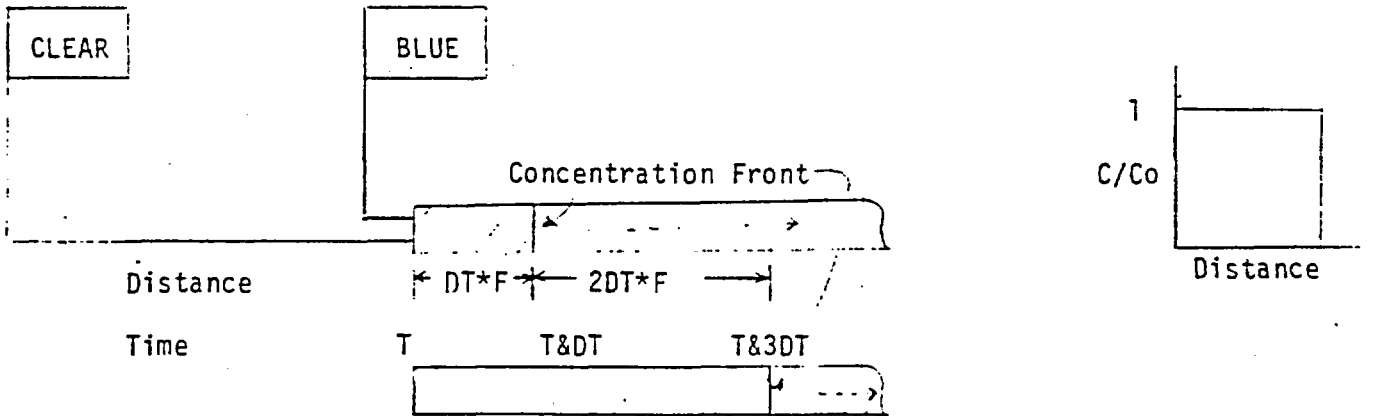 CLEAR
BLUE
Concentration Front
1
C/Co
Distance
Distance
DT*F
2DT*F
Time
T
T&DT
T&3DT